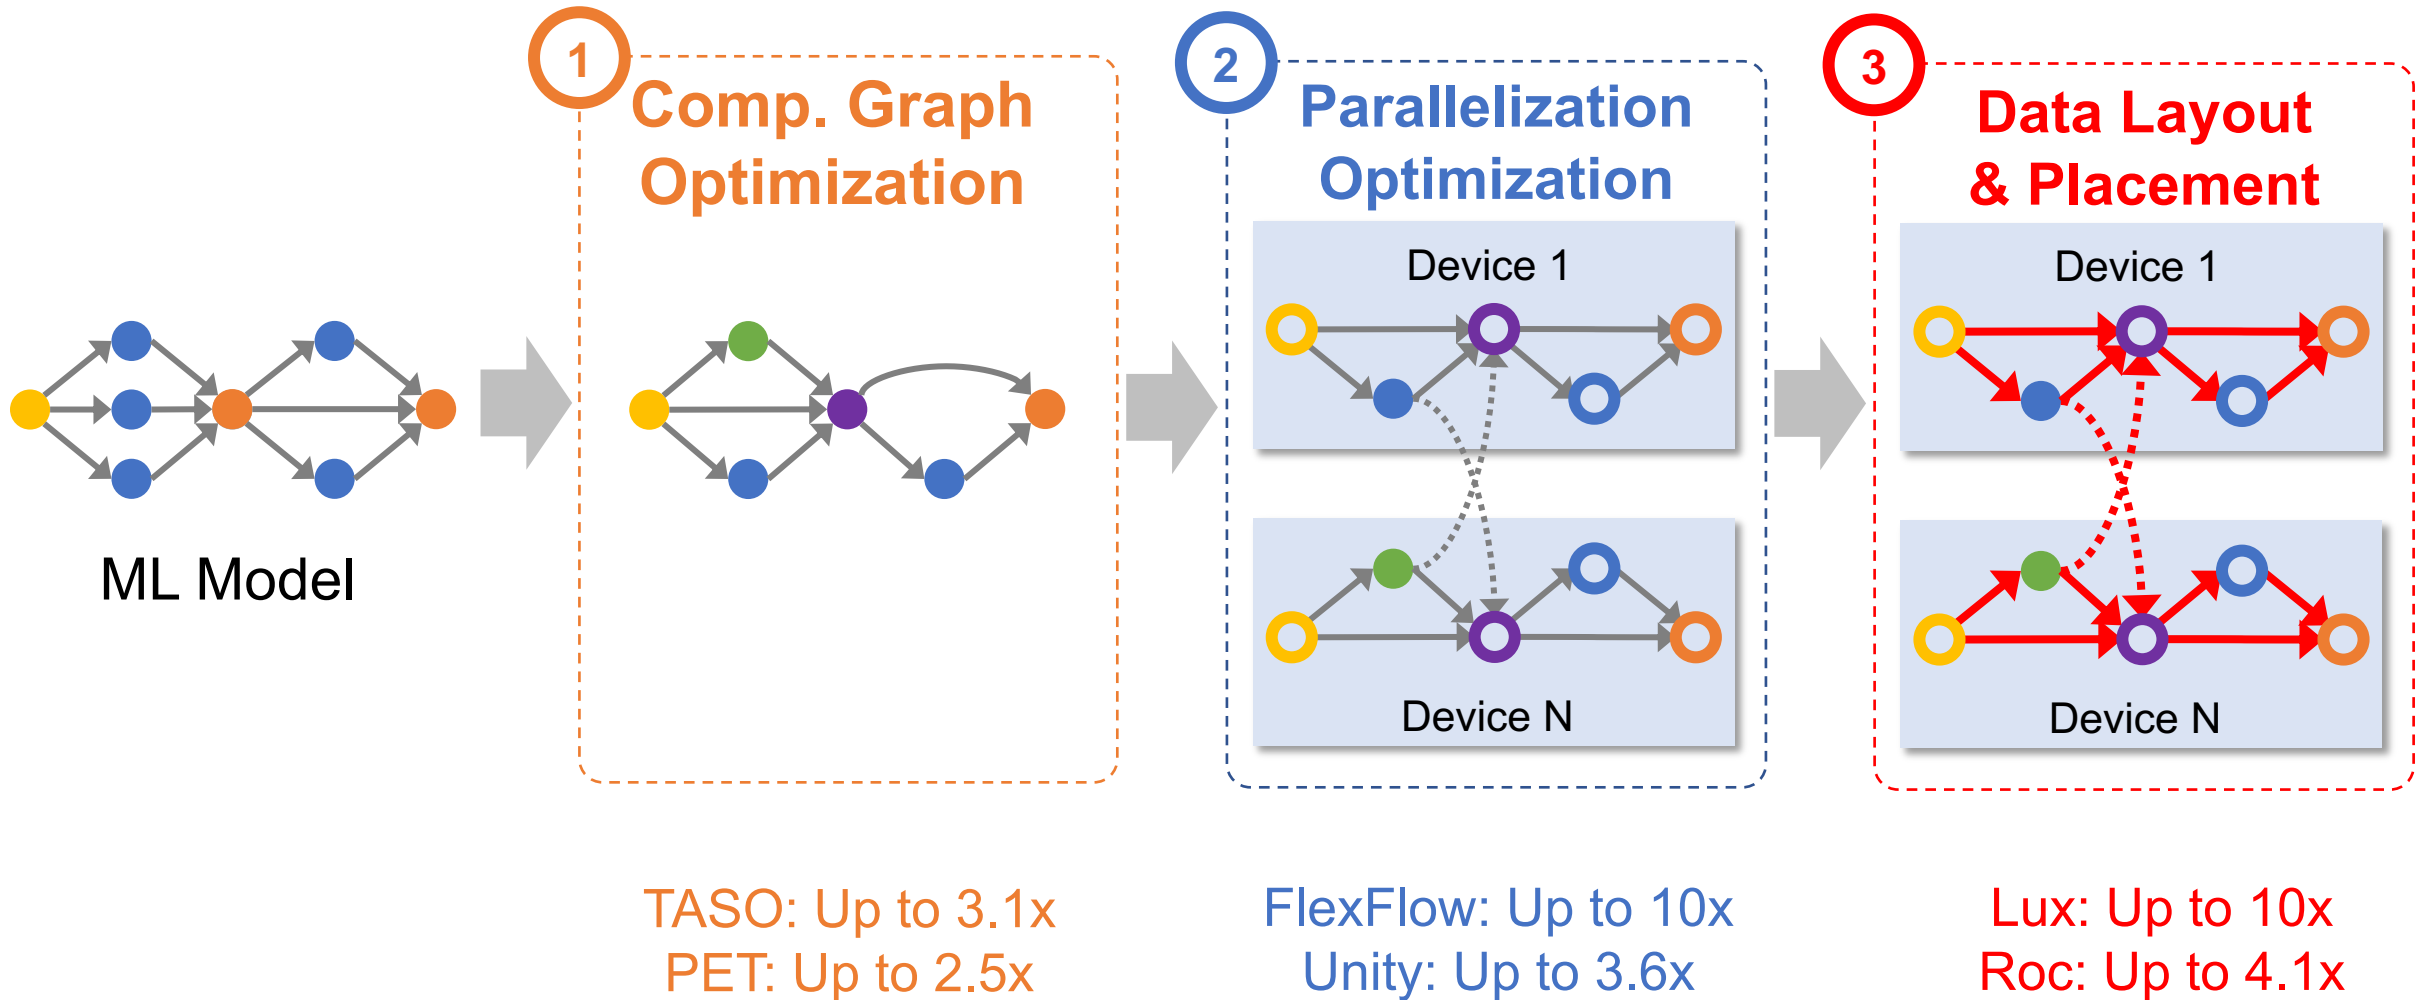 1
Comp. Graph
Optimization
2
Parallelization
Optimization
3
Data Layout
& Placement
Device 1
Device 1
ML Model
Device N
Device N
TASO: Up to 3.1x
PET: Up to 2.5x
FlexFlow: Up to 10x
Unity: Up to 3.6x
Lux: Up to 10x
Roc: Up to 4.1x